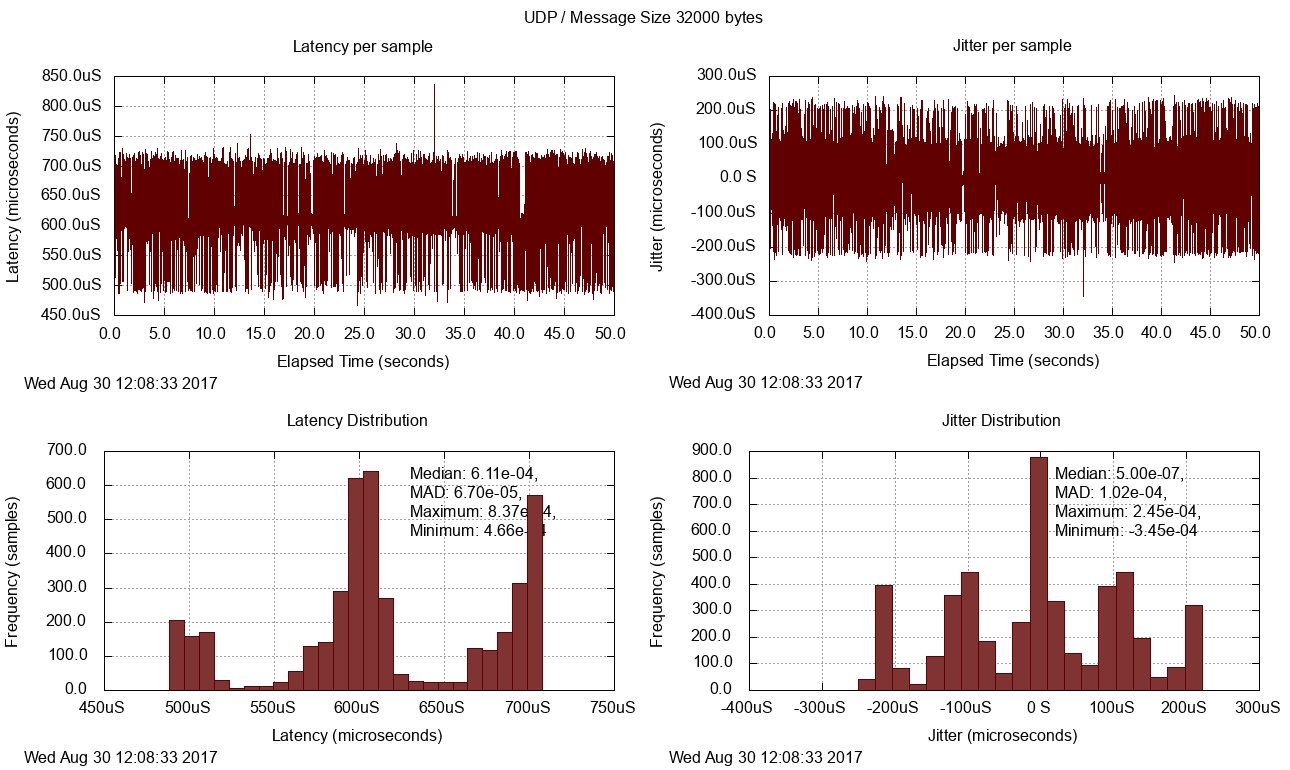 UDP / Message Size 32000 bytes
Latency per sample
850.0uS
800.0uS
750.0uS
700.0uS
650.0uS
600.0uS
550.0uS
500.0uS
450.0uS
Latency (microseconds)
0.0 5.0 10.0 15.0 20.0 25.0 30.0 35.0 40.0 45.0 50.0
Elapsed Time (seconds)
Wed Aug 30 12:08:33 2017
Jitter per sample
300.0uS
200.0uS
100.0uS
0.0 S
-100.0uS
-200.0uS
-300.0uS
-400.0uS
Jitter (microseconds)
0.0 5.0 10.0 15.0 20.0 25.0 30.0 35.0 40.0 45.0 50.0
Elapsed Time (seconds)
Wed Aug 30 12:08:33 2017
Latency Distribution
700.0
600.0
500.0
400.0
300.0
200.0
100.0
0.0
Frequency (samples)
Median: 6.11e-04,
MAD: 6.70e-05,
Maximum: 8.37e-04,
Minimum: 4.66e-04
450uS 500uS 550uS 600uS 650uS 700uS 750uS
Latency (microseconds)
Wed Aug 30 12:08:33 2017
Jitter Distribution
900.0
800.0
700.0
600.0
500.0
400.0
300.0
200.0
100.0
0.0
Frequency (samples)
Median: 5.00e-07,
MAD: 1.02e-04,
Maximum: 2.45e-04,
Minimum: -3.45e-04
-400uS -300uS -200uS -100uS 0 S 100uS 200uS 300uS
Jitter (microseconds)
Wed Aug 30 12:08:33 2017